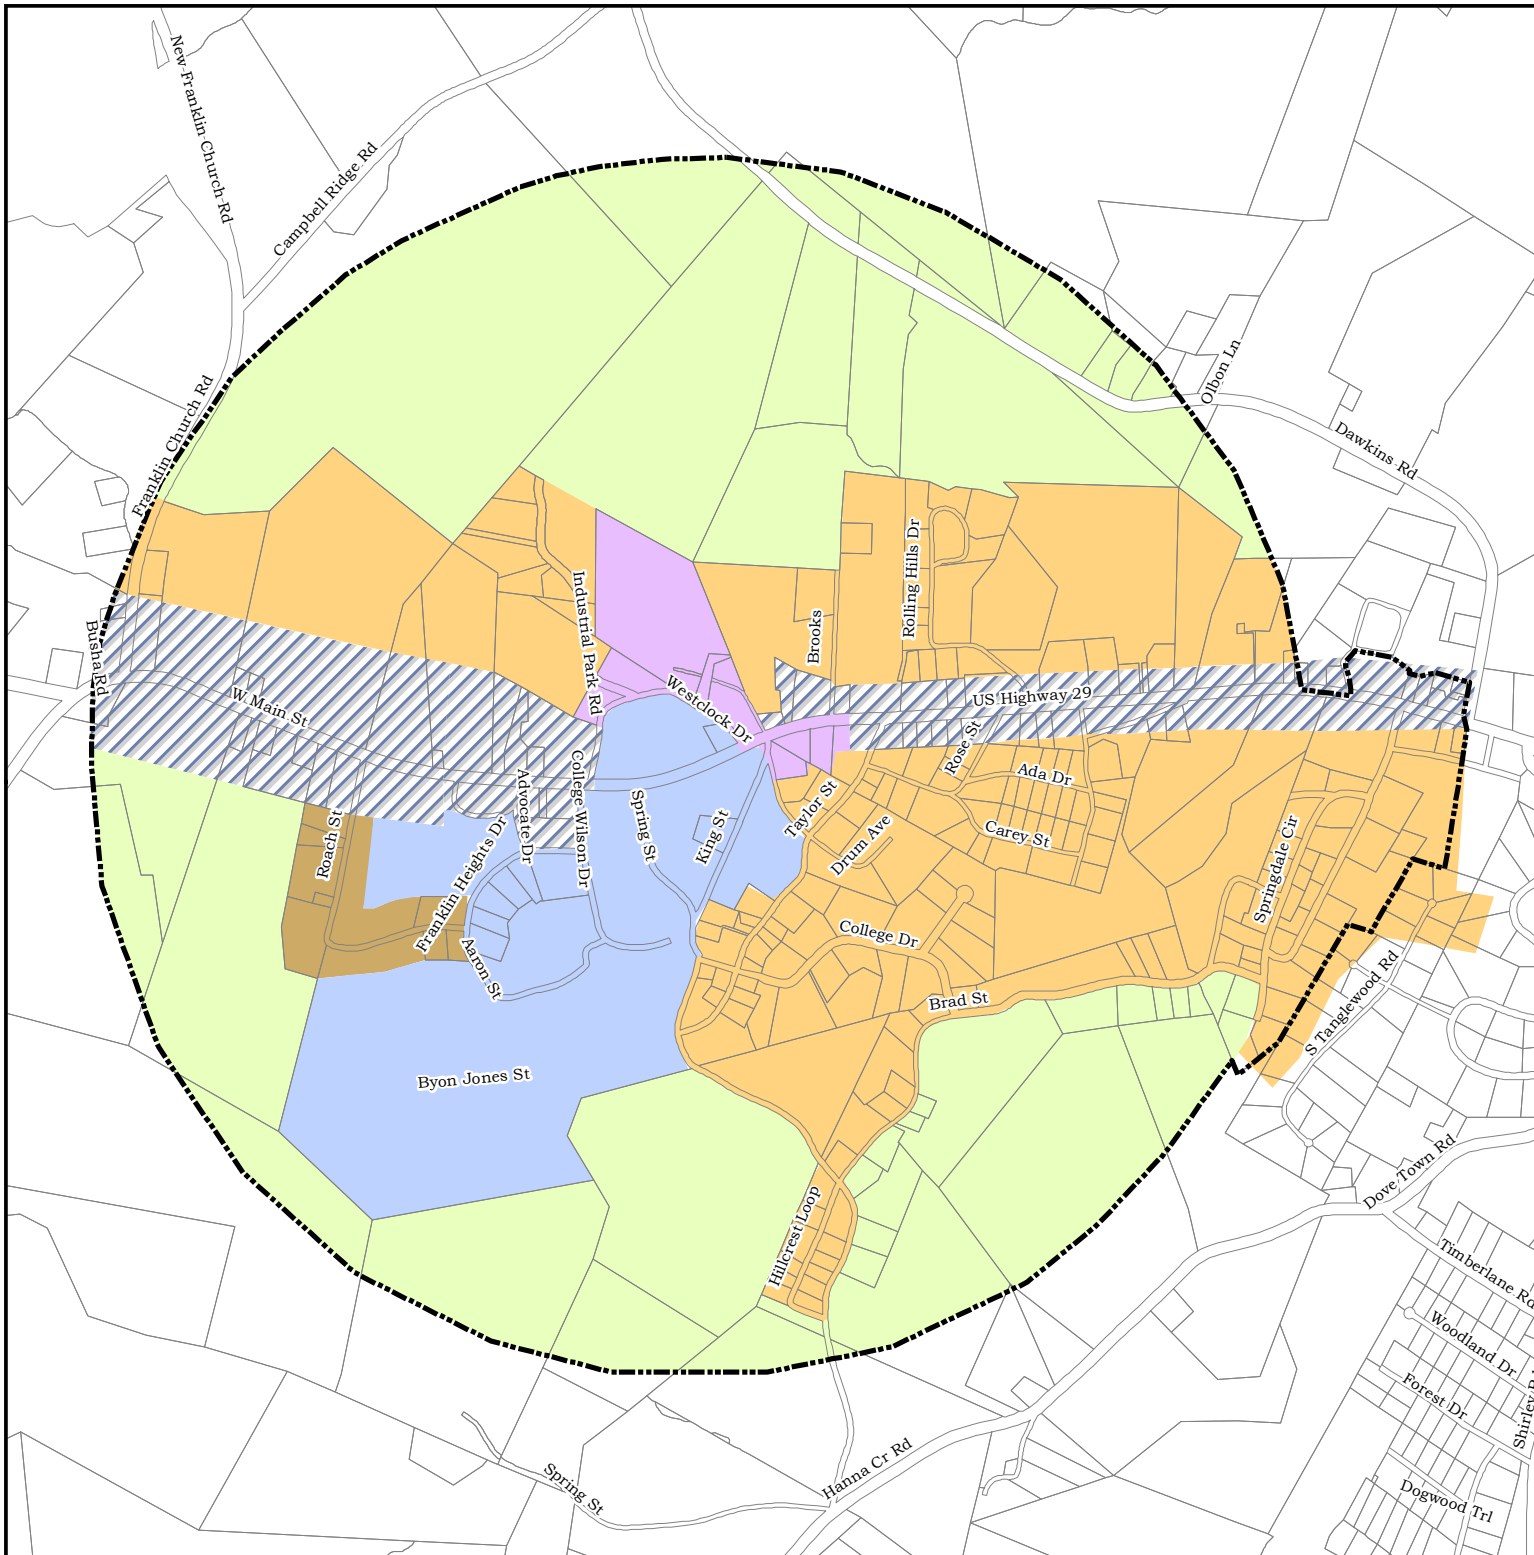 New Franklin Church Rd
Campbell Ridge Rd
Olbon Ln
Dawkins Rd
Franklin Church Rd
Busha Rd
W Main St
Industrial Park Rd
Westclock Dr
Brooks
Rolling Hills Dr
US Highway 29
Rose St
Ada Dr
Carey St
Taylor St
Drum Ave
College Dr
Brad St
Springdale Cir
S Tanglewood Rd
Roach St
Franklin Heights Dr
Advocate Dr
College Wilson Dr
Spring St
King St
Aaron St
Byon Jones St
Hillcrest Loop
Dove Town Rd
Timberlane Rd
Woodland Dr
Forest Dr
Shirley
Dogwood Trl
Hanna Cr Rd
Spring St